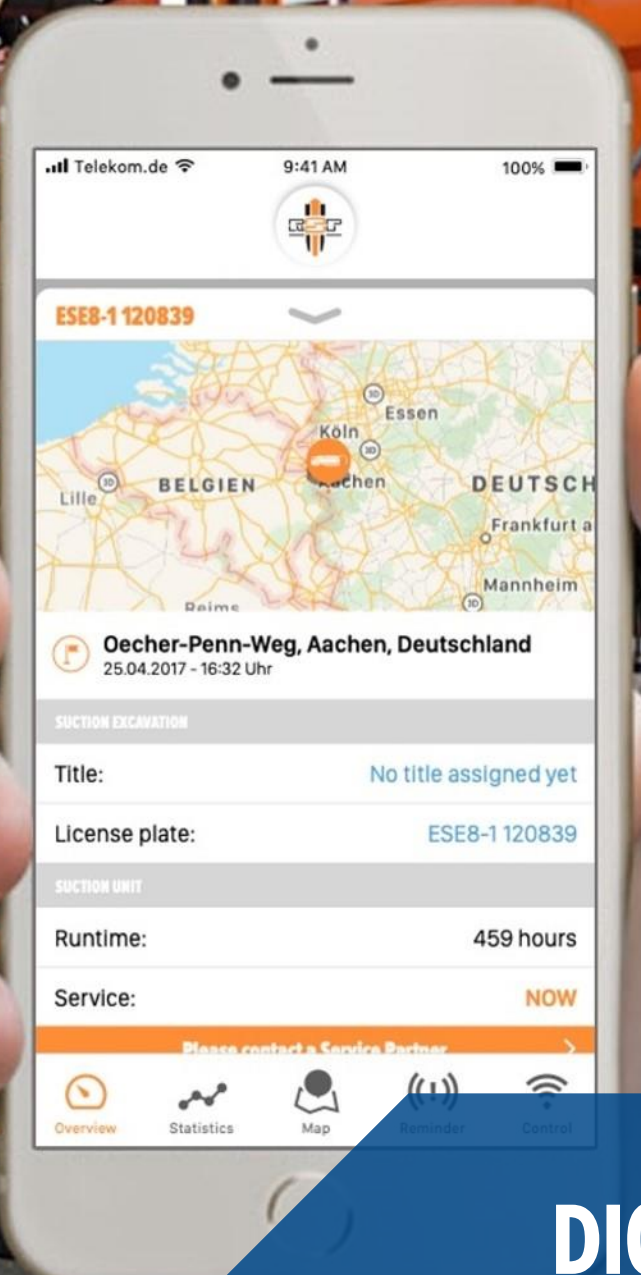 Telekom.de 9:41 AM 100%
RSP
ESE8-1 120839
Essen
Köln
Aachen
BELGIEN
DEUTSCH
Lille
Frankfurt a
Mannheim
Reims
Oecher-Penn-Weg, Aachen, Deutschland
25.04.2017 - 16:32 Uhr
SUCTION EXCAVATION
Title: No title assigned yet
License plate: ESE8-1 120839
SUCTION UNIT
Runtime: 459 hours
Service: NOW
Please contact a Service Partner
Overview Statistics Map Reminder Control
DIG